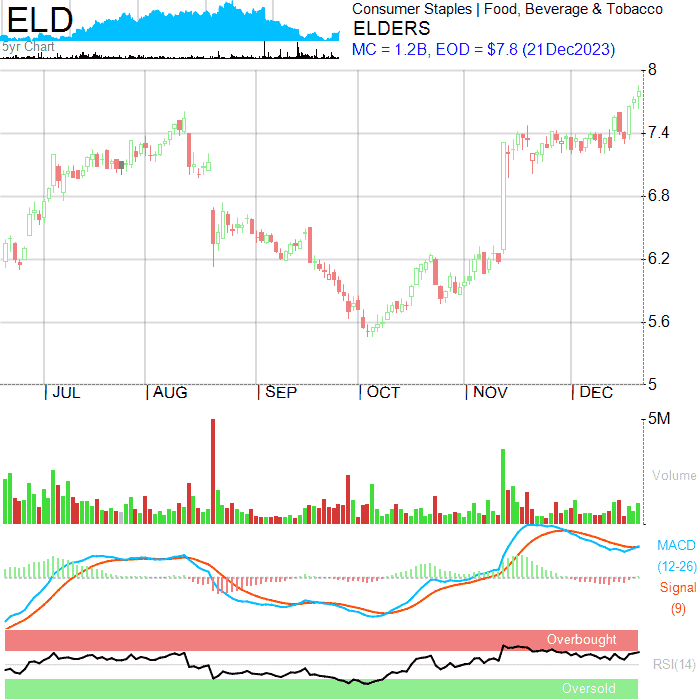 ELD
5yr Chart
Consumer Staples | Food, Beverage & Tobacco
ELDERS
MC = 1.2B, EOD = $7.8 (21Dec2023)
8
7.4
6.8
6.2
5.6
5
| JUL | AUG | SEP | OCT | NOV | DEC
5M
Volume
MACD
(12-26)
Signal
(9)
Overbought
RSI(14)
Oversold